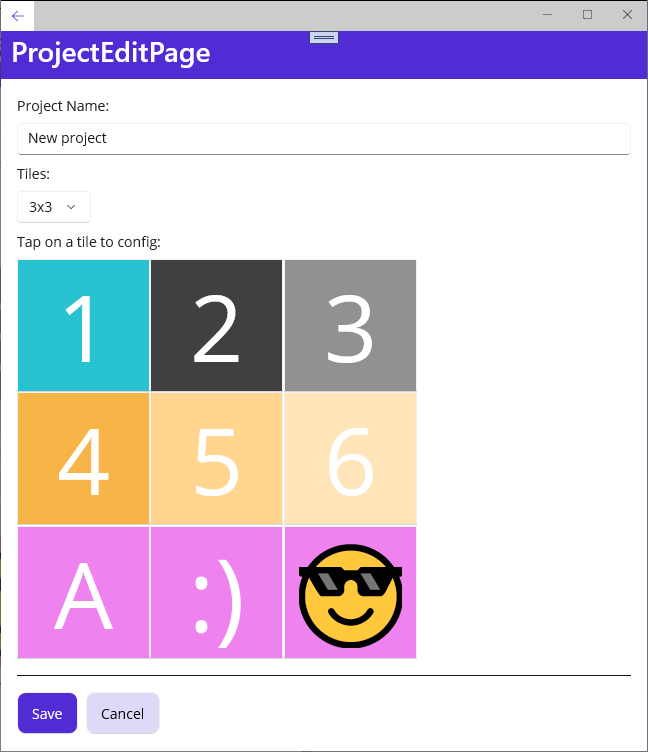 ProjectEditPage
Project Name:
New project
Tiles:
3x3
Tap on a tile to config:
1 2 3
4 5 6
A :) 😎
Save Cancel